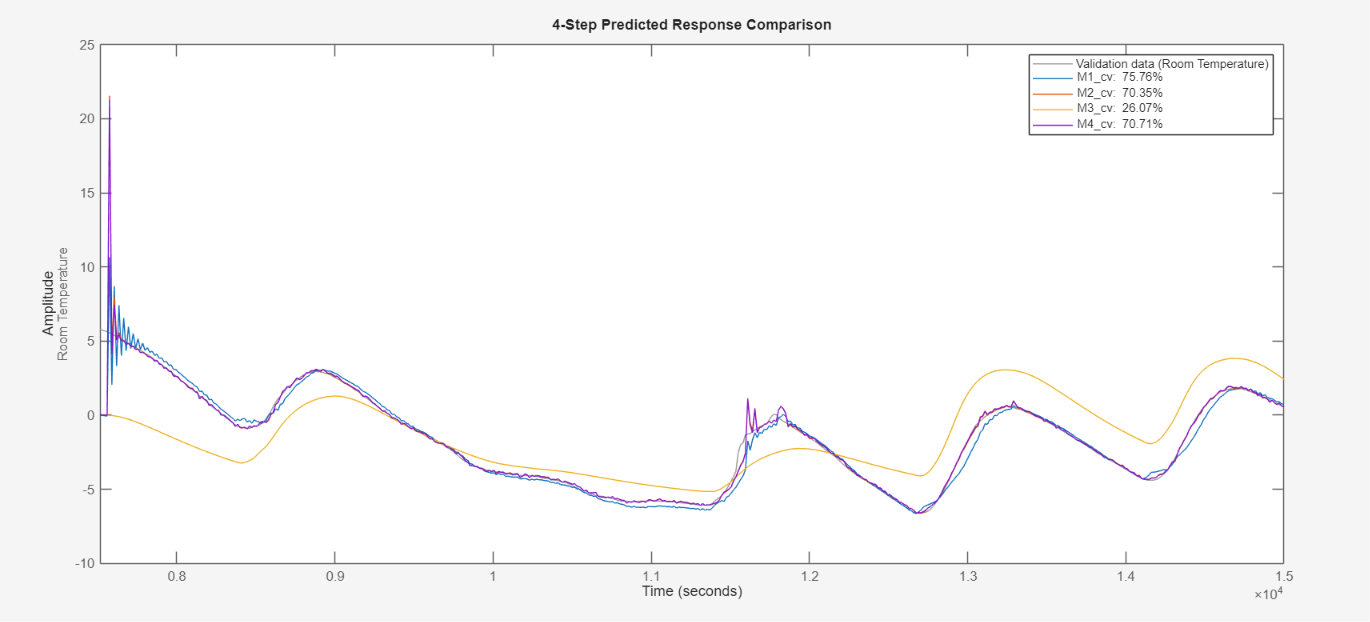 4-Step Predicted Response Comparison
25
20
15
10
5
0
-5
-10
Amplitude
Room Temperature
Validation data (Room Temperature)
M1_cv: 75.76%
M2_cv: 70.35%
M3_cv: 26.07%
M4_cv: 70.71%
0.8 0.9 1 1.1 1.2 1.3 1.4 1.5
Time (seconds)
×10⁴